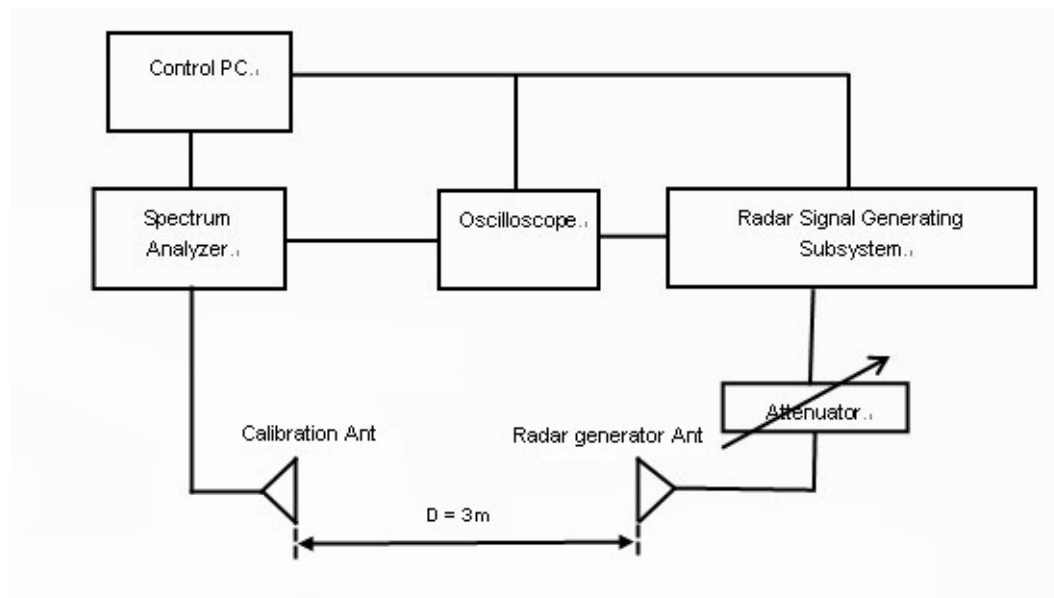 Control PC.
Spectrum
Analyzer.
Oscilloscope.
Radar Signal Generating
Subsystem.
Attenuator.
Calibration Ant
Radar generator Ant
D = 3m